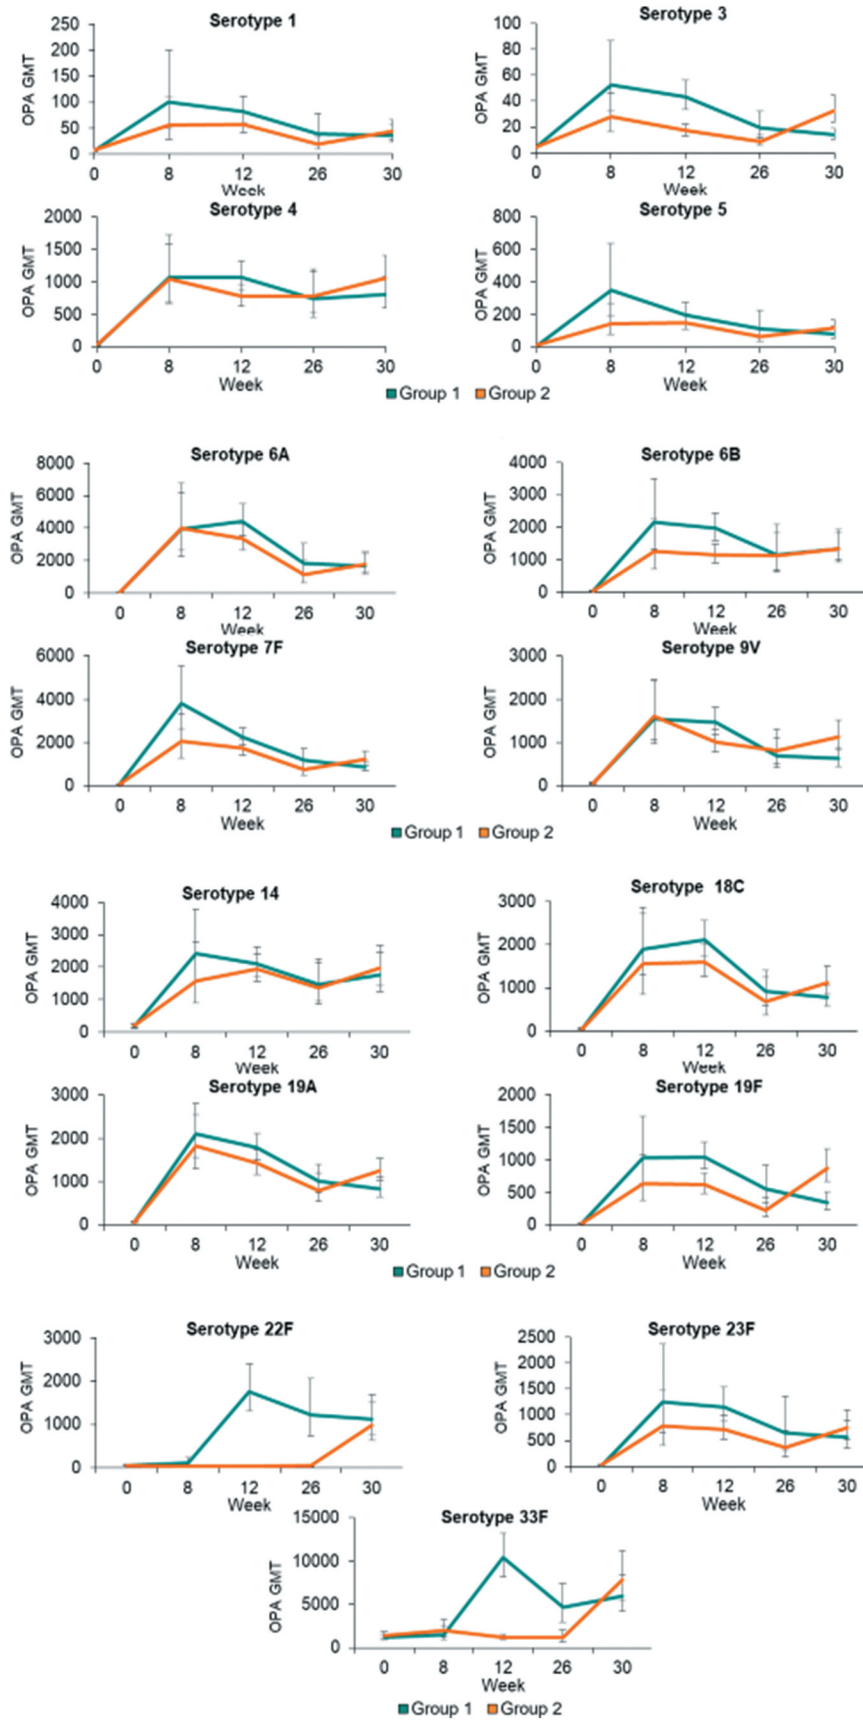 Serotype 1
OPA GMT
250
200
150
100
50
0
0 8 12 26 30
Week
Serotype 3
OPA GMT
100
80
60
40
20
0
0 8 12 26 30
Week
Serotype 4
OPA GMT
2000
1500
1000
500
0
0 8 12 26 30
Week
Serotype 5
OPA GMT
800
600
400
200
0
0 8 12 26 30
Week
Group 1 Group 2
Serotype 6A
OPA GMT
8000
6000
4000
2000
0
0 8 12 26 30
Week
Serotype 6B
OPA GMT
4000
3000
2000
1000
0
0 8 12 26 30
Week
Serotype 7F
OPA GMT
6000
4000
2000
0
0 8 12 26 30
Week
Serotype 9V
OPA GMT
3000
2000
1000
0
0 8 12 26 30
Week
Group 1 Group 2
Serotype 14
OPA GMT
4000
3000
2000
1000
0
0 8 12 26 30
Week
Serotype 18C
OPA GMT
3000
2000
1000
0
0 8 12 26 30
Week
Serotype 19A
OPA GMT
3000
2000
1000
0
0 8 12 26 30
Week
Serotype 19F
OPA GMT
2000
1500
1000
500
0
0 8 12 26 30
Week
Group 1 Group 2
Serotype 22F
OPA GMT
3000
2000
1000
0
0 8 12 26 30
Week
Serotype 23F
OPA GMT
2500
2000
1500
1000
500
0
0 8 12 26 30
Week
Serotype 33F
OPA GMT
15000
10000
5000
0
0 8 12 26 30
Week
Group 1 Group 2